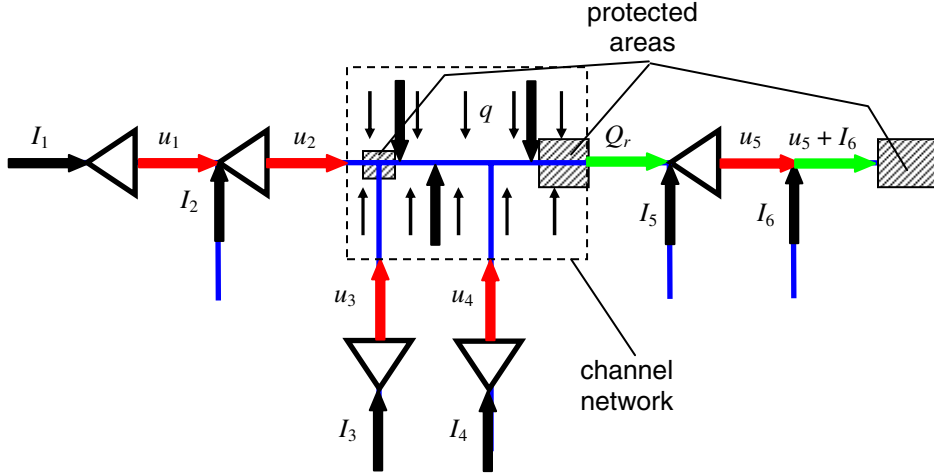 protected
areas
I1
u1
u2
q
Qr
u5
u5 + I6
I2
I5
I6
u3
u4
channel
network
I3
I4